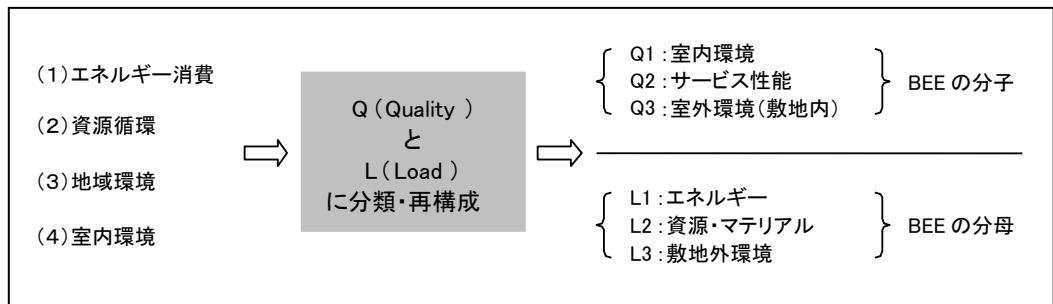 (1)エネルギー消費
(2)資源循環
(3)地域環境
(4)室内環境
Q(Quality )
と
L(Load )
に分類・再構成
Q1:室内環境
Q2:サービス性能
Q3:室外環境(敷地内)
BEE の分子
L1:エネルギー
L2:資源・マテリアル
L3:敷地外環境
BEE の分母